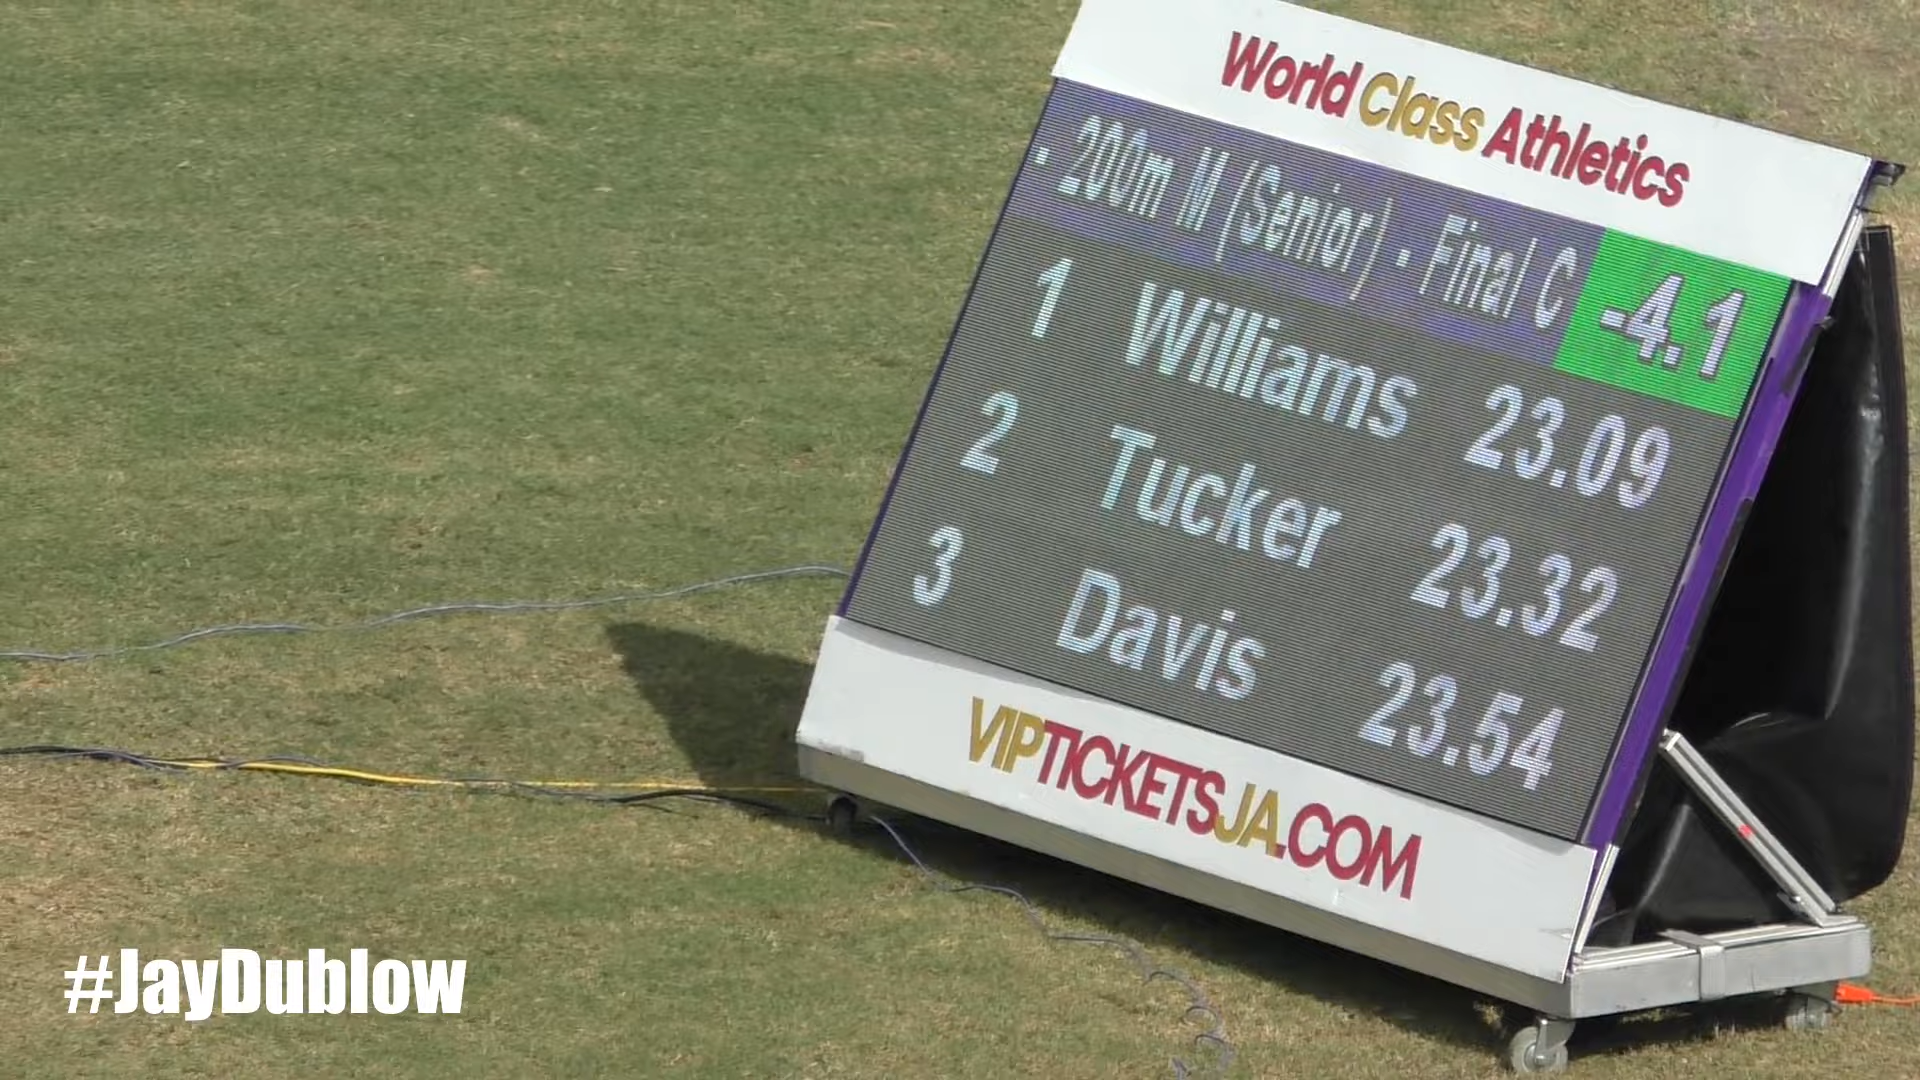 World Class Athletics
- 200m M (Senior) - Final C -4.1
1 Williams 23.09
2 Tucker 23.32
3 Davis 23.54
VIPTICKETSJA.COM
#JayDublow